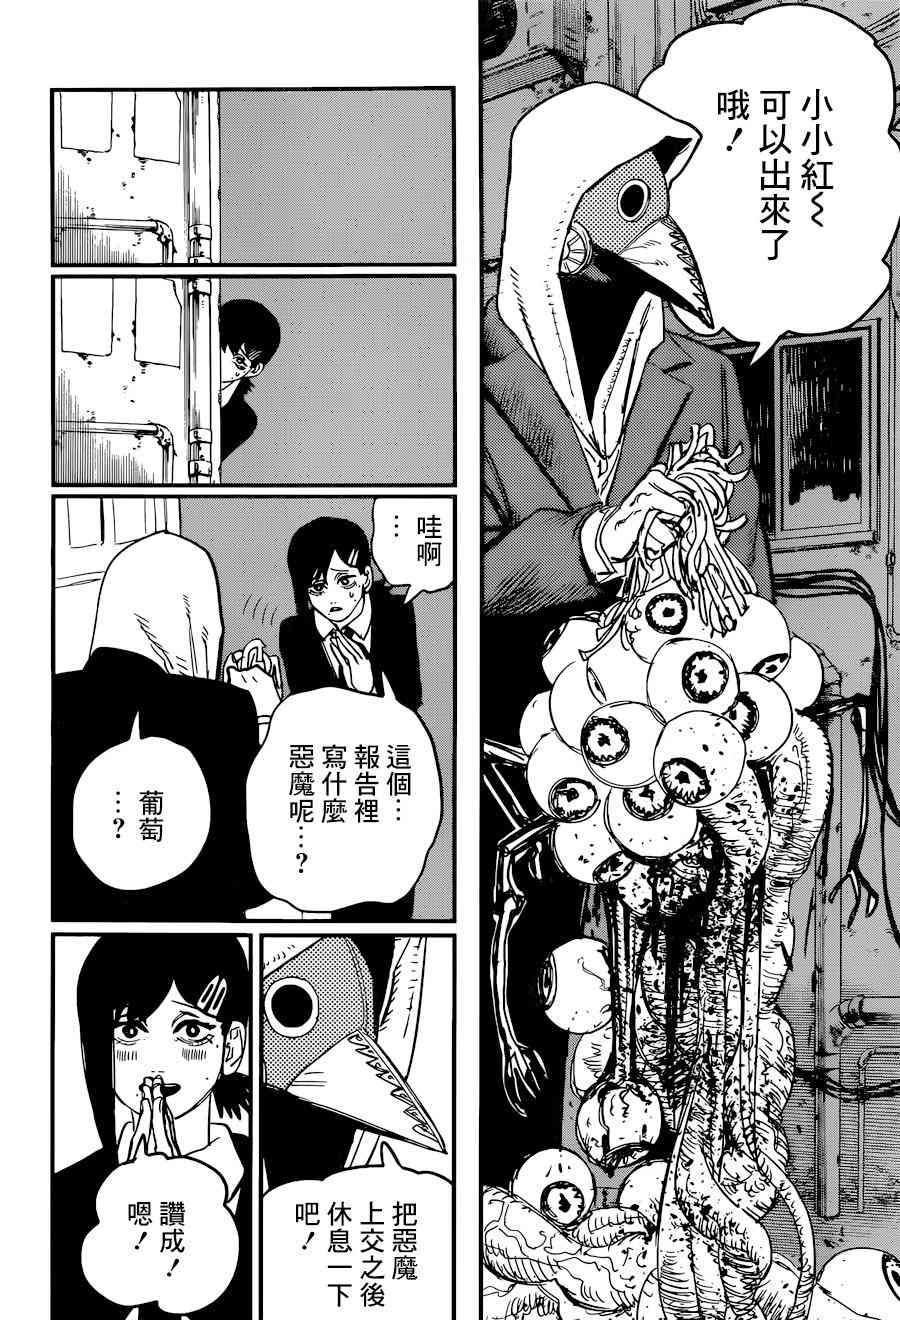 小小紅～
可以出來了
哦！
哇啊
…
這個…
報告裡
寫什麼
惡魔呢…？
葡萄
…？
把惡魔
上交之後
休息一下
吧！
讚成！
嗯！